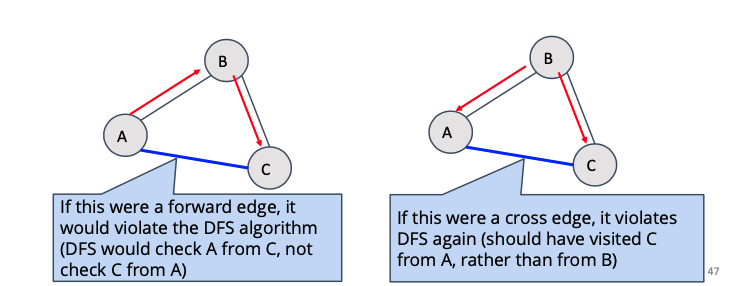 B
A
C
If this were a forward edge, it
would violate the DFS algorithm
(DFS would check A from C, not
check C from A)
B
A
C
If this were a cross edge, it violates
DFS again (should have visited C
from A, rather than from B)
47